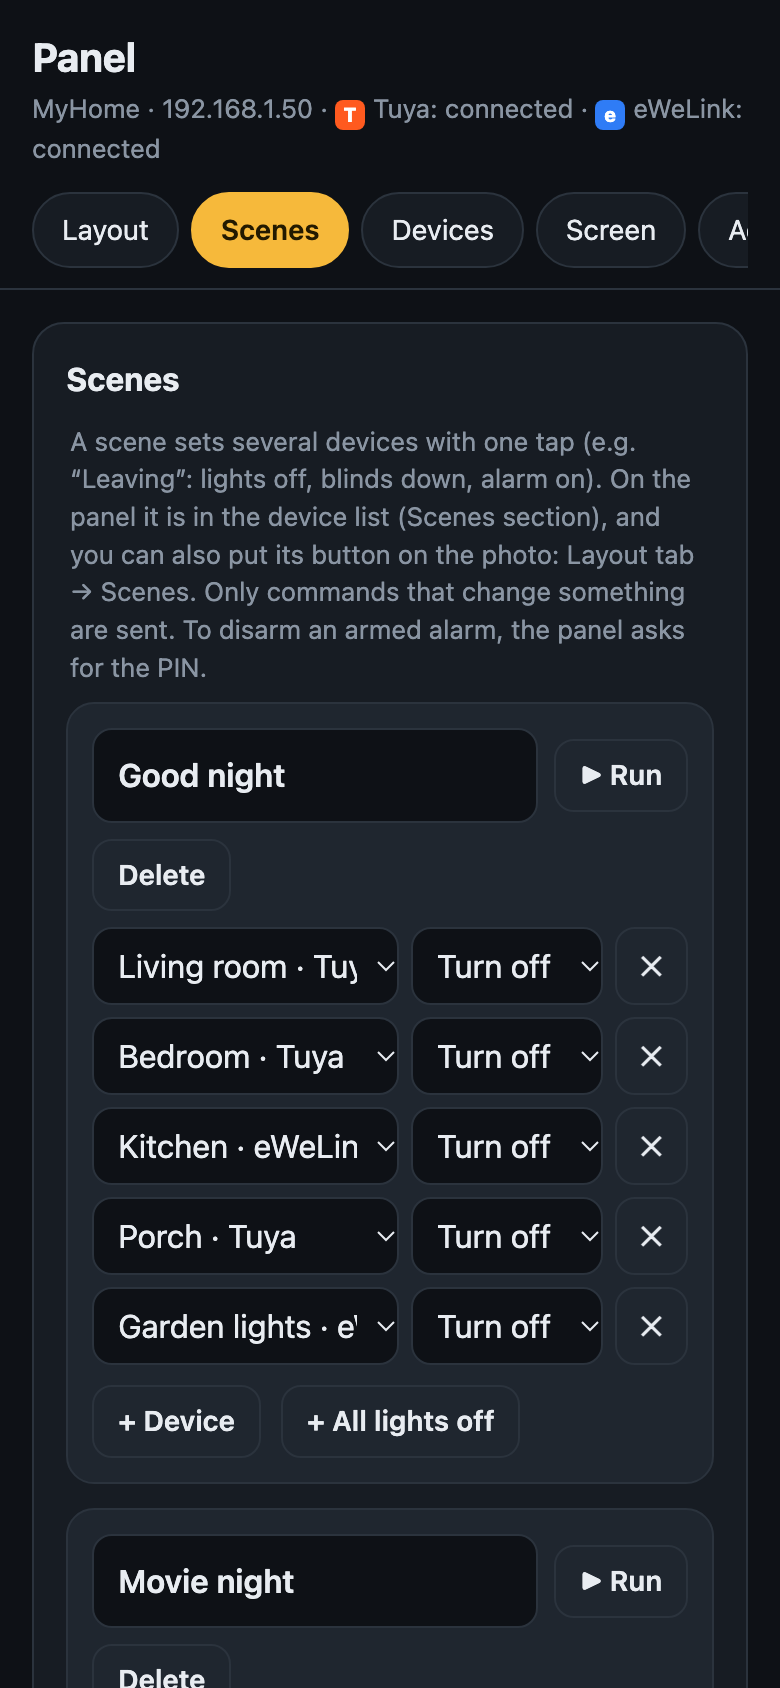 Panel
MyHome · 192.168.1.50 · T Tuya: connected · e eWeLink:
connected
Layout Scenes Devices Screen
Scenes
A scene sets several devices with one tap (e.g.
“Leaving”: lights off, blinds down, alarm on). On the
panel it is in the device list (Scenes section), and
you can also put its button on the photo: Layout tab
→ Scenes. Only commands that change something
are sent. To disarm an armed alarm, the panel asks
for the PIN.
Good night ▶ Run
Delete
Living room · Tuy Turn off ✕
Bedroom · Tuya Turn off ✕
Kitchen · eWeLin Turn off ✕
Porch · Tuya Turn off ✕
Garden lights · e Turn off ✕
+ Device + All lights off
Movie night ▶ Run
Delete